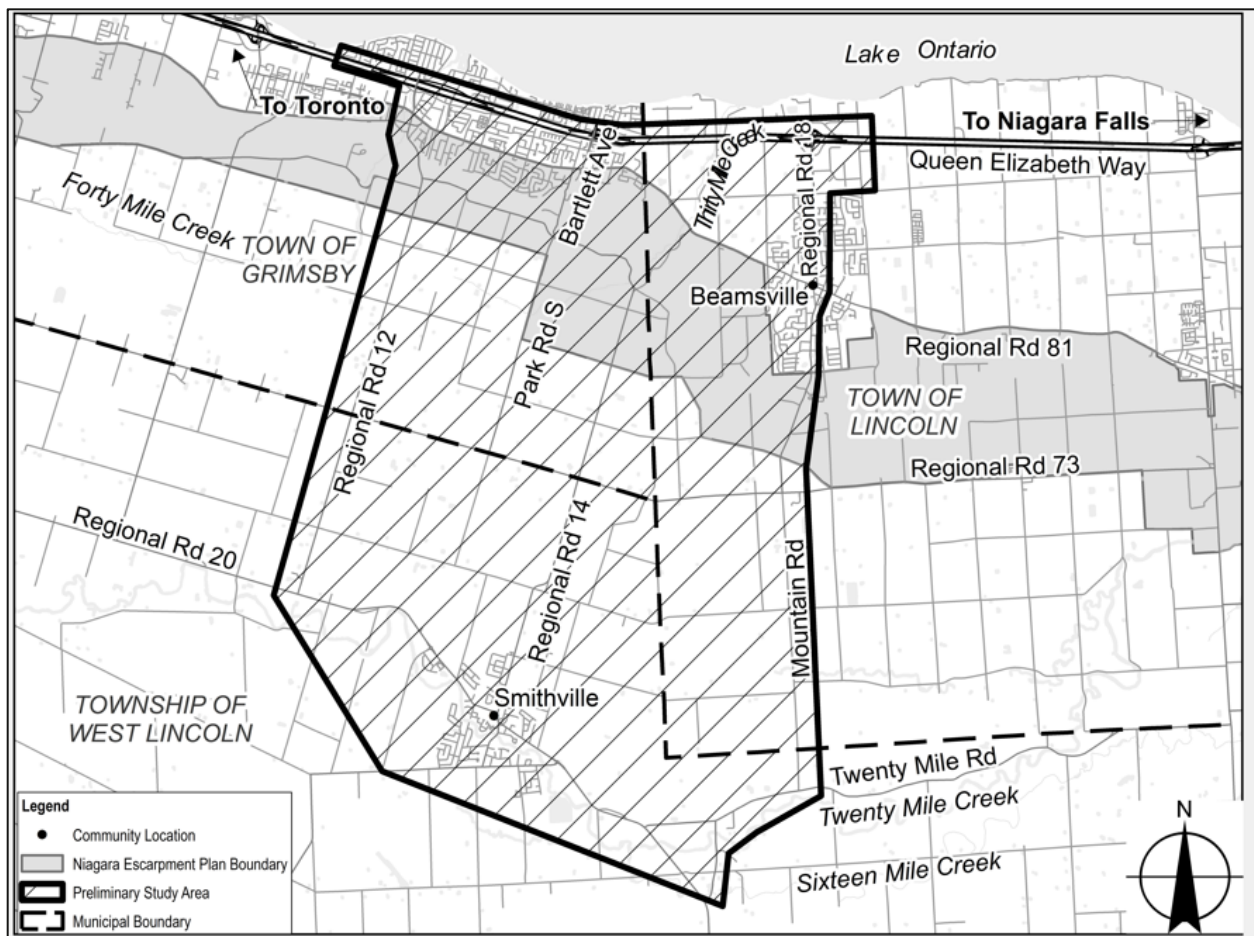 Lake Ontario
To Toronto
To Niagara Falls
Queen Elizabeth Way
Thirty Mile Creek
Regional Rd 18
Bartlett Ave
Forty Mile Creek
TOWN OF
GRIMSBY
Beamsville
Regional Rd 81
Park Rd S
Regional Rd 12
TOWN OF
LINCOLN
Regional Rd 73
Regional Rd 20
Regional Rd 14
Mountain Rd
Smithville
TOWNSHIP OF
WEST LINCOLN
Twenty Mile Rd
Twenty Mile Creek
Sixteen Mile Creek
Legend
Community Location
Niagara Escarpment Plan Boundary
Preliminary Study Area
Municipal Boundary
N